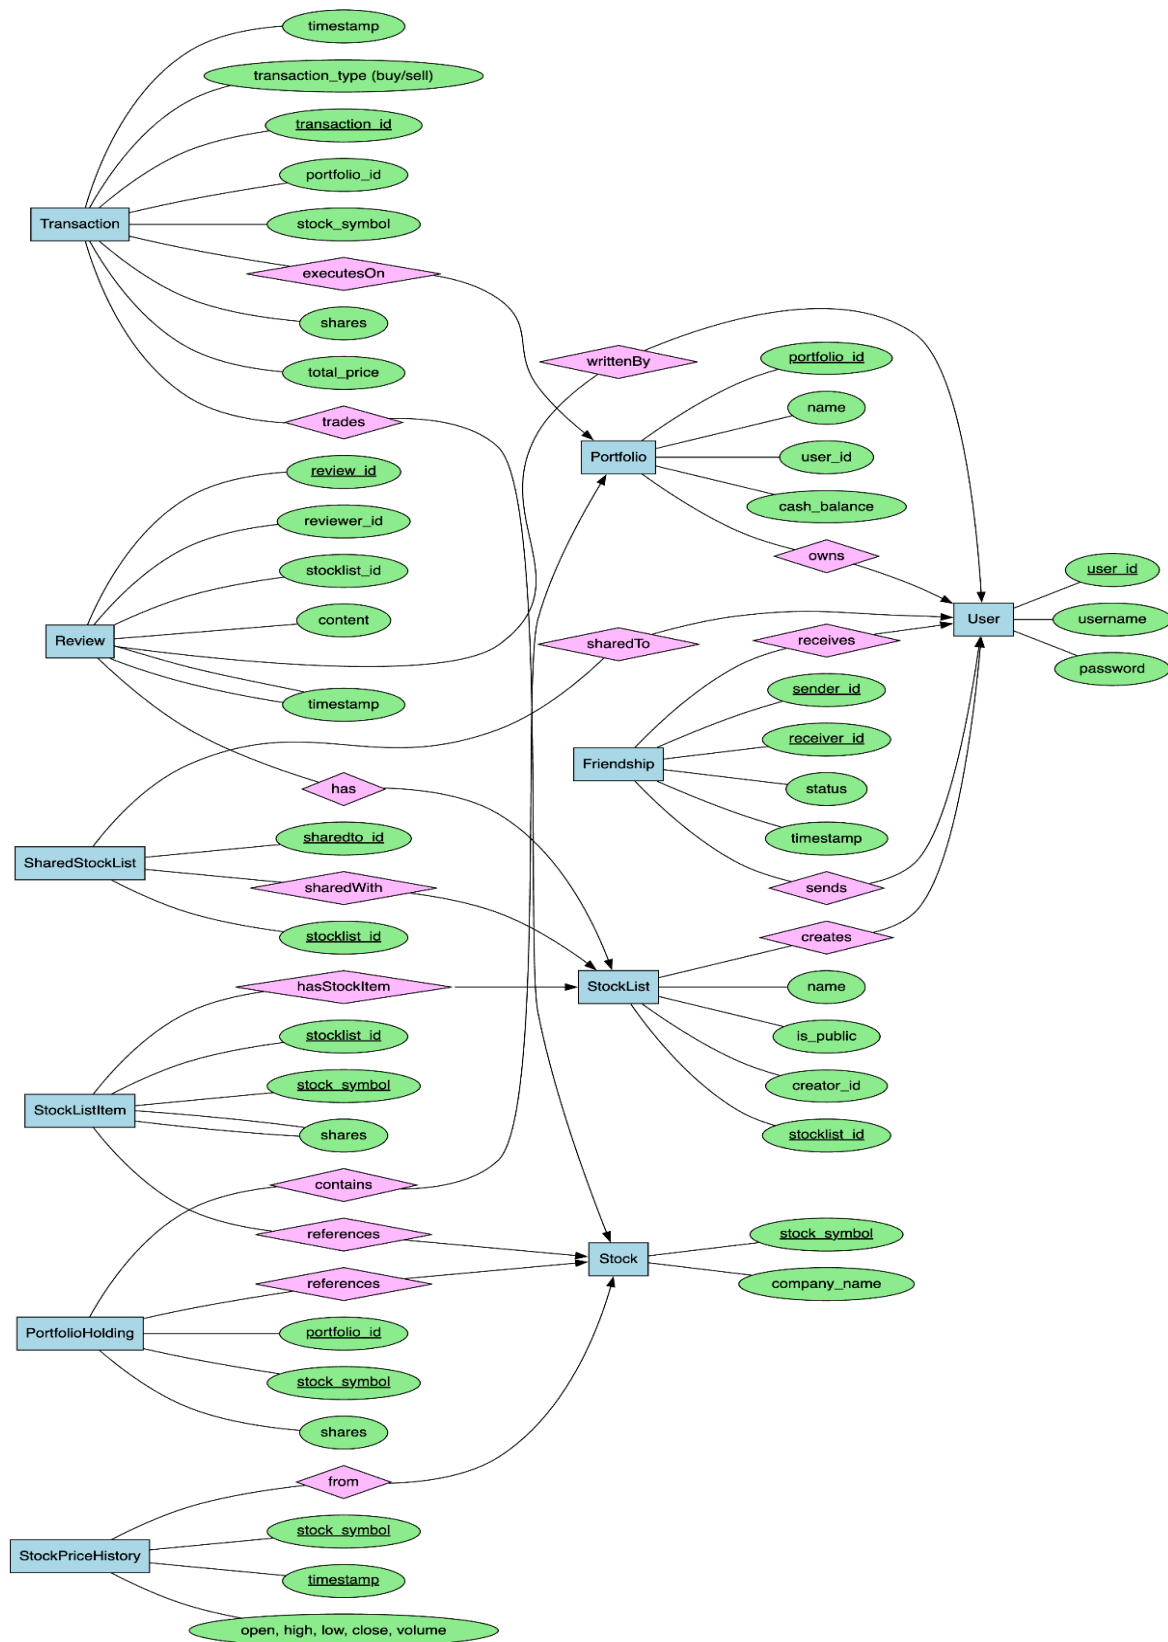 timestamp
transaction_type (buy/sell)
transaction_id
portfolio_id
Transaction
stock_symbol
executesOn
shares
total_price
trades
writtenBy
portfolio_id
name
Portfolio
user_id
cash_balance
owns
review_id
reviewer_id
stocklist_id
content
Review
timestamp
has
user_id
User
username
password
sharedTo
receives
sender_id
receiver_id
Friendship
status
timestamp
sends
creates
sharedto_id
SharedStockList
sharedWith
stocklist_id
hasStockItem
StockList
name
is_public
creator_id
stocklist_id
stocklist_id
stock_symbol
StockListItem
shares
contains
references
Stock
stock_symbol
company_name
references
PortfolioHolding
portfolio_id
stock_symbol
shares
from
stock_symbol
StockPriceHistory
timestamp
open, high, low, close, volume